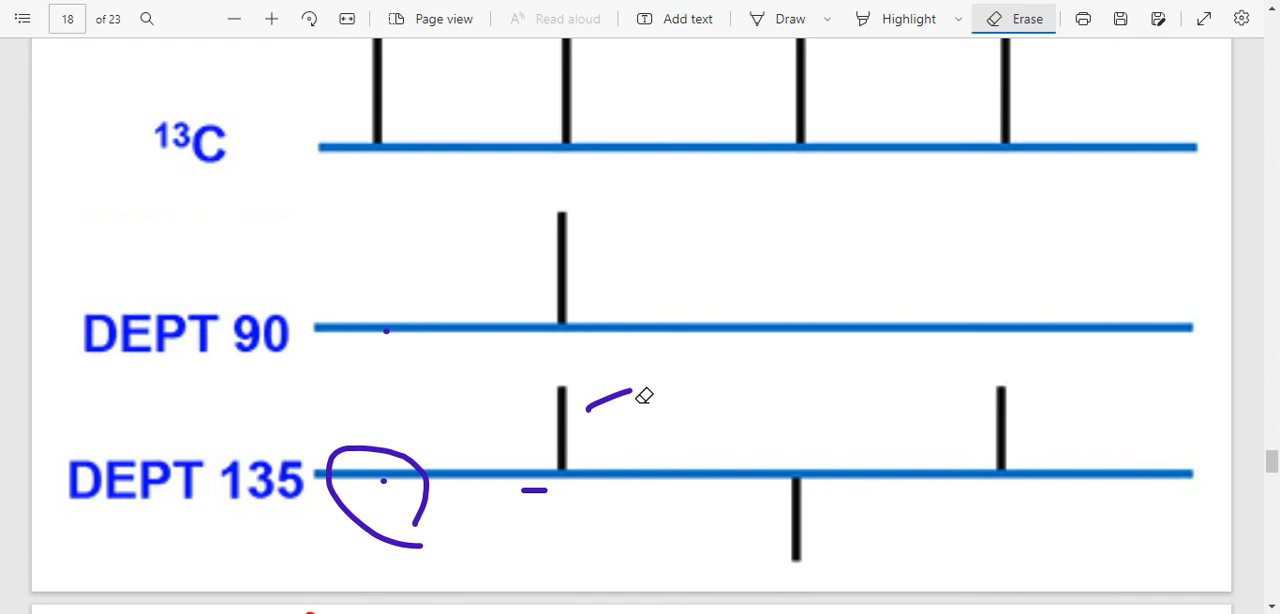 18 of 23 Page view Read aloud Add text Draw Highlight Erase
¹³C
DEPT 90
DEPT 135